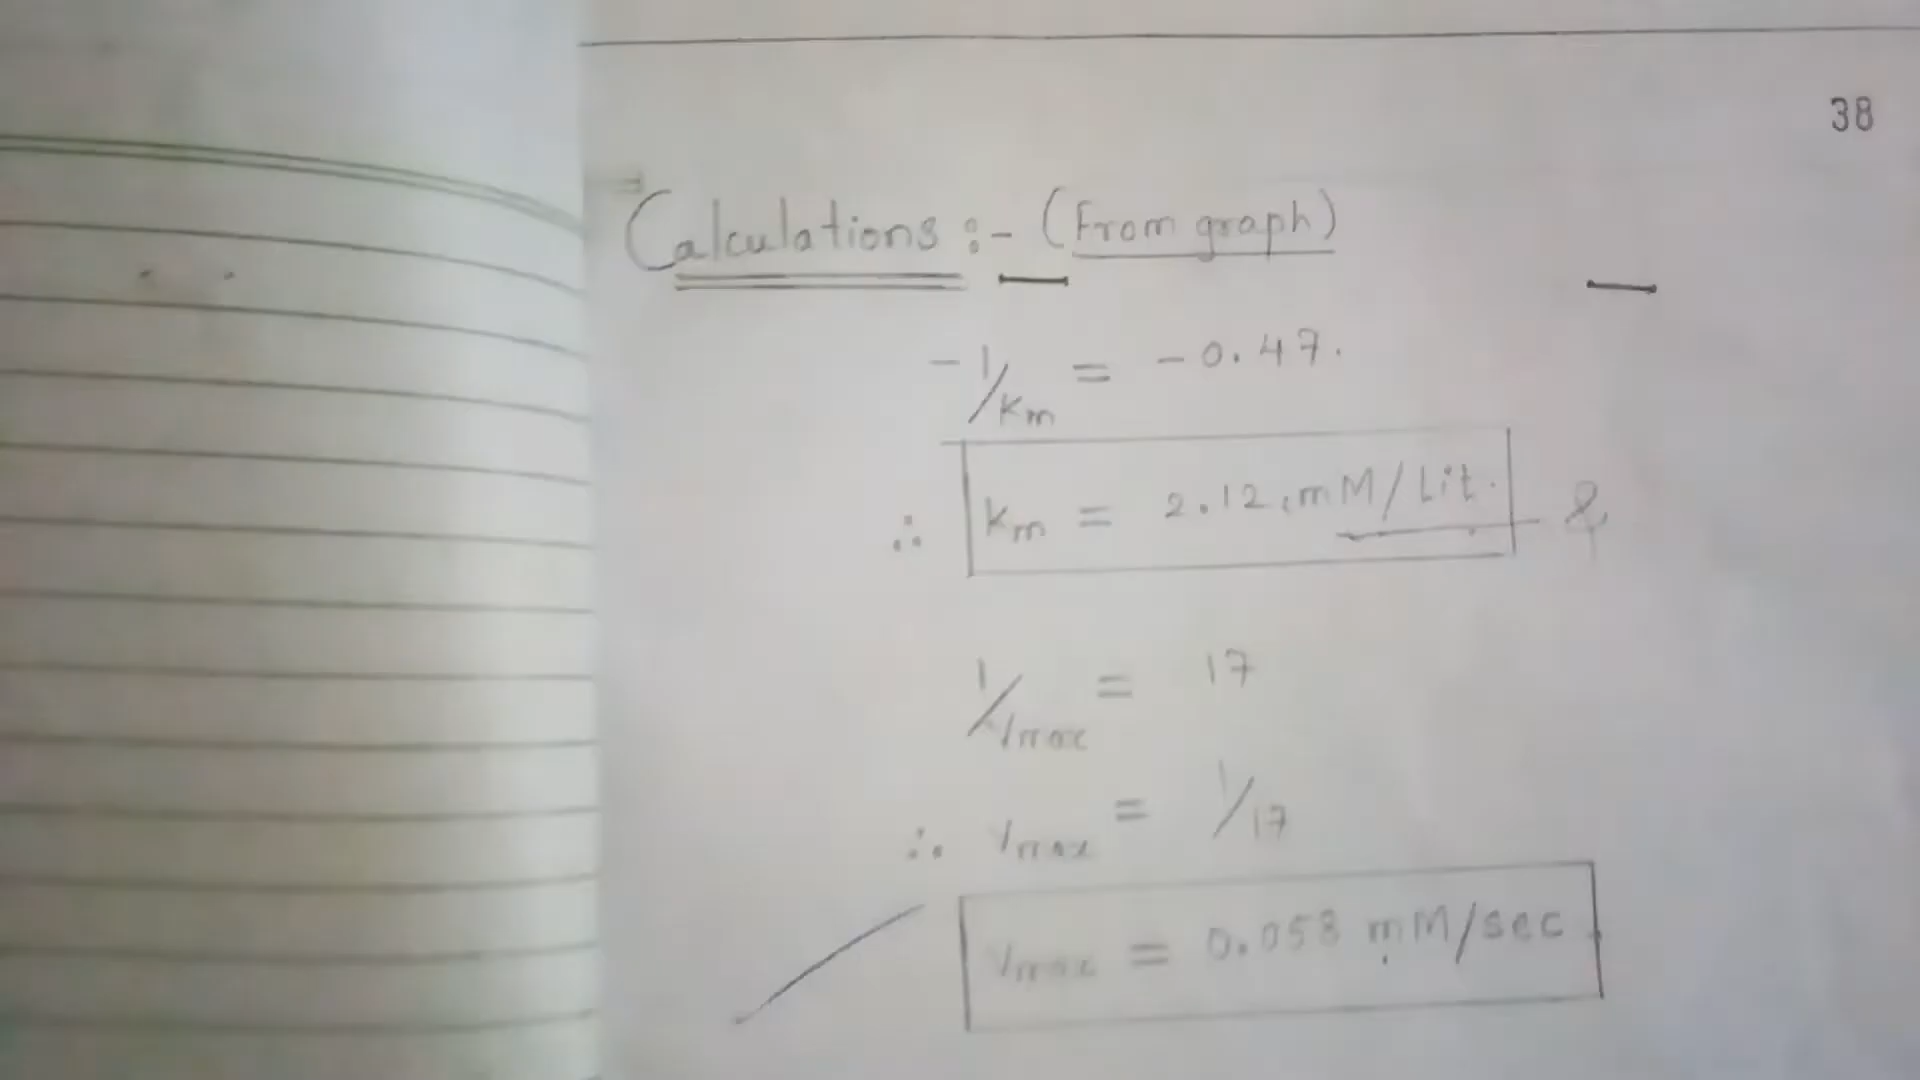 38
Calculations :- (From graph)
-1/Km = -0.47.
∴ Km = 2.12 mM/Lit. &
1/Vmax = 17
∴ Vmax = 1/17
Vmax = 0.058 mM/sec